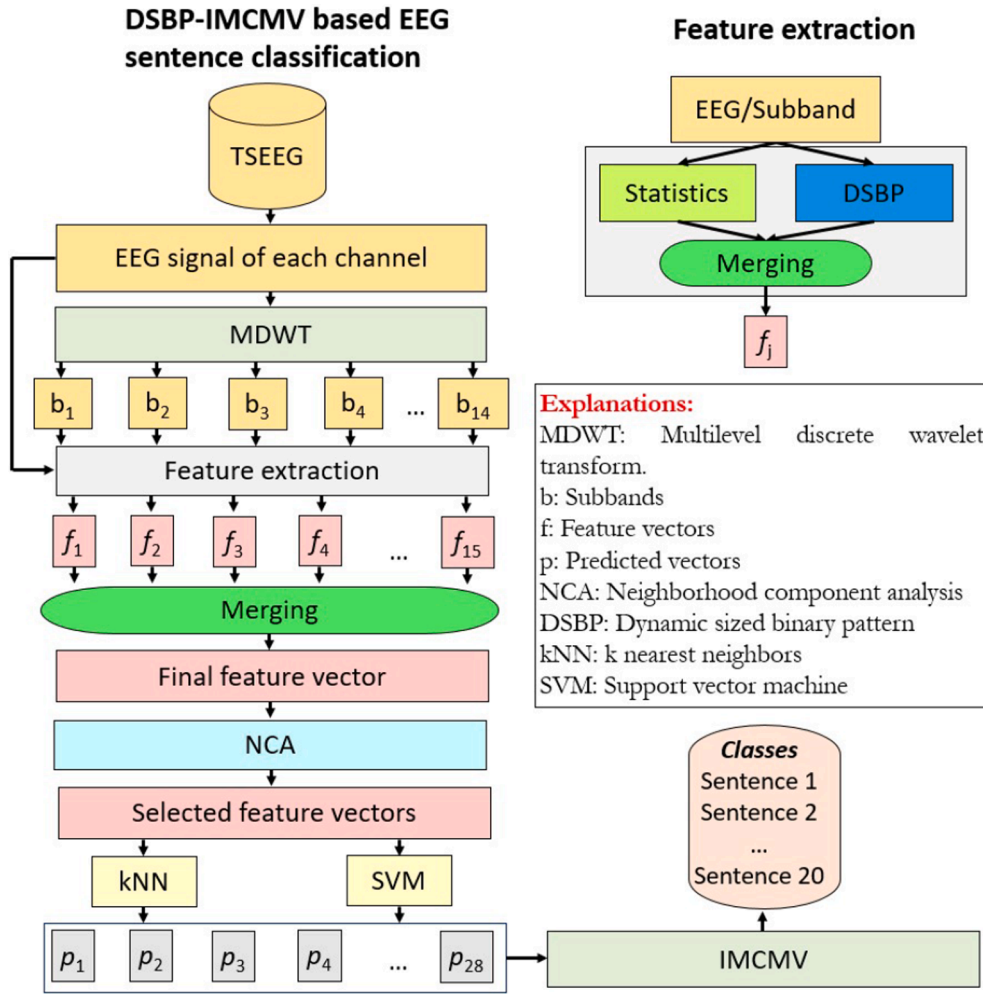 DSBP-IMCMV based EEG
sentence classification
TSEEG
EEG signal of each channel
MDWT
b1 b2 b3 b4 ... b14
Feature extraction
f1 f2 f3 f4 ... f15
Merging
Final feature vector
NCA
Selected feature vectors
kNN SVM
p1 p2 p3 p4 ... p28
IMCMV
Classes
Sentence 1
Sentence 2
...
Sentence 20
Feature extraction
EEG/Subband
Statistics DSBP
Merging
fj
Explanations:
MDWT: Multilevel discrete wavelet
transform.
b: Subbands
f: Feature vectors
p: Predicted vectors
NCA: Neighborhood component analysis
DSBP: Dynamic sized binary pattern
kNN: k nearest neighbors
SVM: Support vector machine